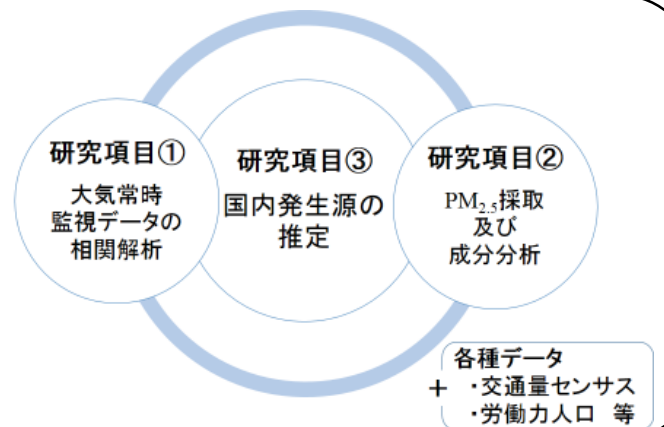 研究項目①
大気常時
監視データの
相関解析
研究項目③
国内発生源の
推定
研究項目②
PM2.5採取
及び
成分分析
各種データ
+ ・交通量センサス
・労働力人口 等